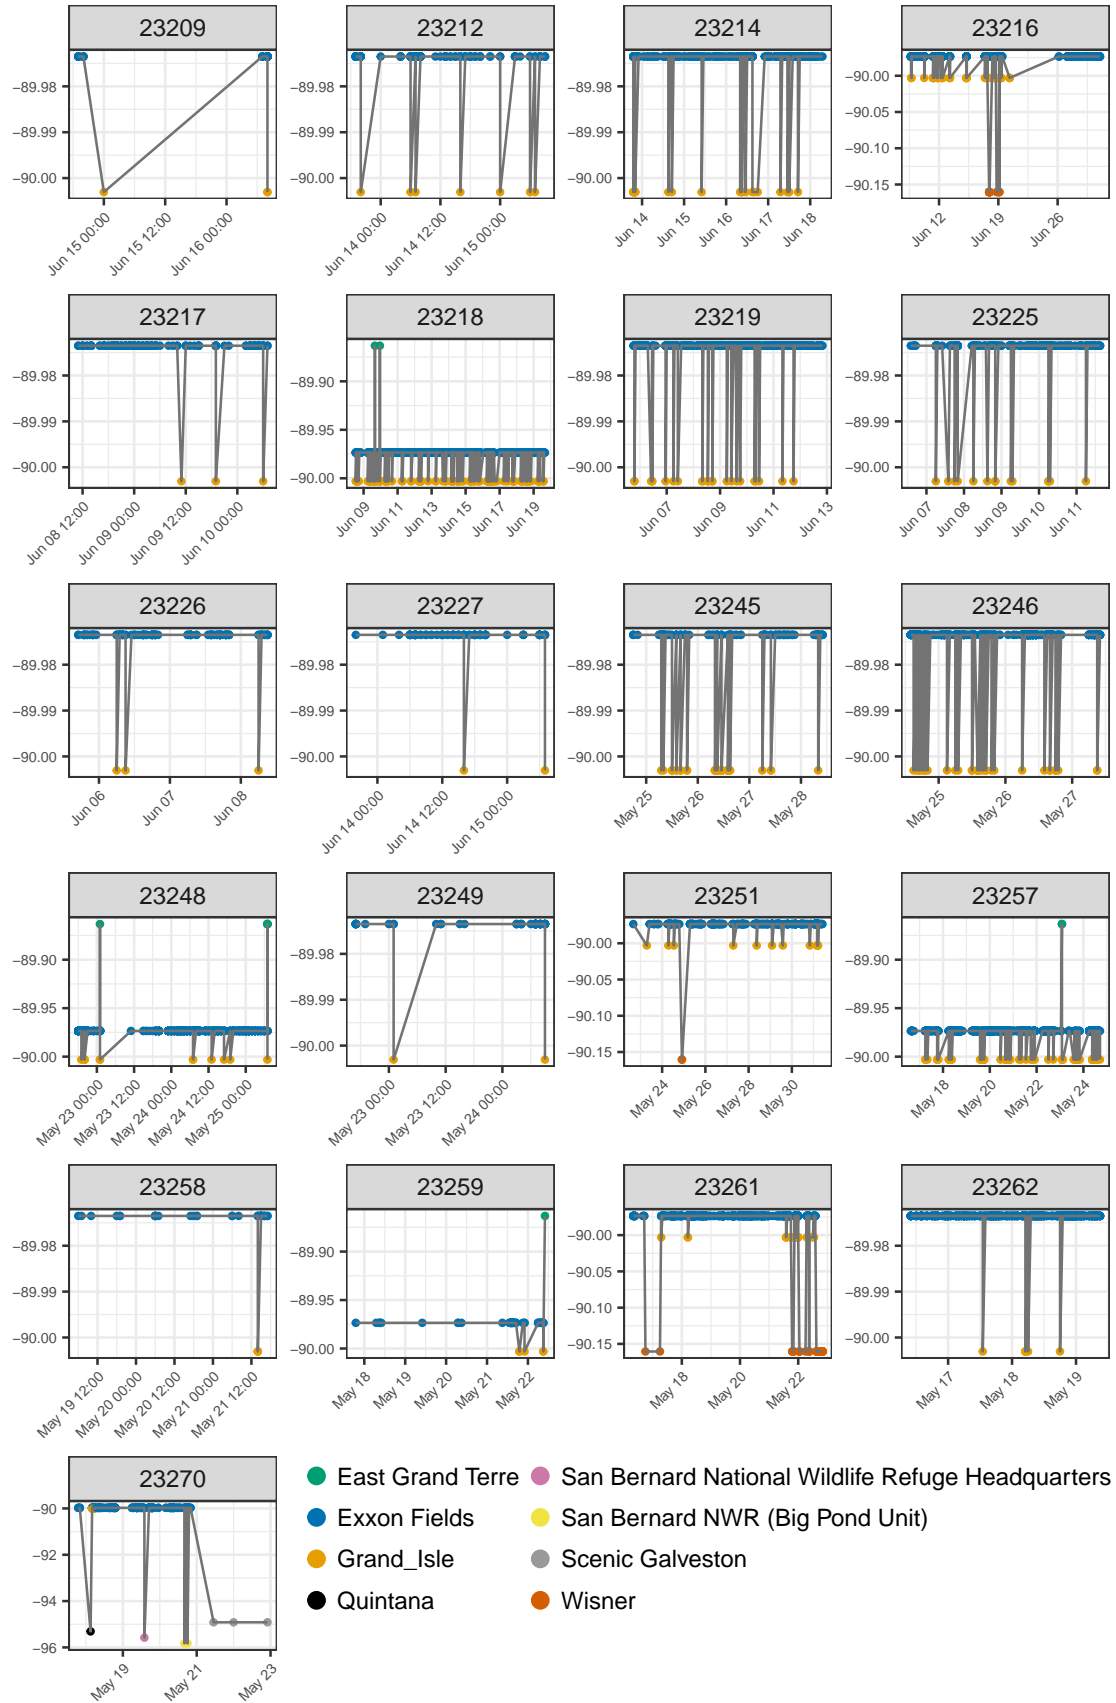 23209 23212 23214 23216
−89.98 −89.98 −89.98 −90.00
−89.99 −89.99 −89.99 −90.05
−90.00 −90.00 −90.00 −90.10
−90.15
Jun 15 00:00 Jun 15 12:00 Jun 16 00:00 Jun 14 00:00 Jun 14 12:00 Jun 15 00:00 Jun 14 Jun 15 Jun 16 Jun 17 Jun 18 Jun 12 Jun 19 Jun 26
23217 23218 23219 23225
−89.98 −89.90 −89.98 −89.98
−89.99 −89.95 −89.99 −89.99
−90.00 −90.00 −90.00 −90.00
Jun 08 12:00 Jun 09 00:00 Jun 09 12:00 Jun 10 00:00 Jun 09 Jun 11 Jun 13 Jun 15 Jun 17 Jun 19 Jun 07 Jun 09 Jun 11 Jun 13 Jun 07 Jun 08 Jun 09 Jun 10 Jun 11
23226 23227 23245 23246
−89.98 −89.98 −89.98 −89.98
−89.99 −89.99 −89.99 −89.99
−90.00 −90.00 −90.00 −90.00
Jun 06 Jun 07 Jun 08 Jun 14 00:00 Jun 14 12:00 Jun 15 00:00 May 25 May 26 May 27 May 28 May 25 May 26 May 27
23248 23249 23251 23257
−89.90 −89.98 −90.00 −89.90
−89.95 −89.99 −90.05 −89.95
−90.00 −90.00 −90.10 −90.00
−90.15
May 23 00:00 May 23 12:00 May 24 00:00 May 24 12:00 May 25 00:00 May 23 00:00 May 23 12:00 May 24 00:00 May 24 May 26 May 28 May 30 May 18 May 20 May 22 May 24
23258 23259 23261 23262
−89.98 −89.90 −90.00 −89.98
−89.99 −89.95 −90.05 −89.99
−90.00 −90.00 −90.10 −90.00
−90.15
May 19 12:00 May 20 00:00 May 20 12:00 May 21 00:00 May 21 12:00 May 18 May 19 May 20 May 21 May 22 May 18 May 20 May 22 May 17 May 18 May 19
23270
−90
−92
−94
−96
May 19 May 21 May 23
East Grand Terre
Exxon Fields
Grand_Isle
Quintana
San Bernard National Wildlife Refuge Headquarters
San Bernard NWR (Big Pond Unit)
Scenic Galveston
Wisner